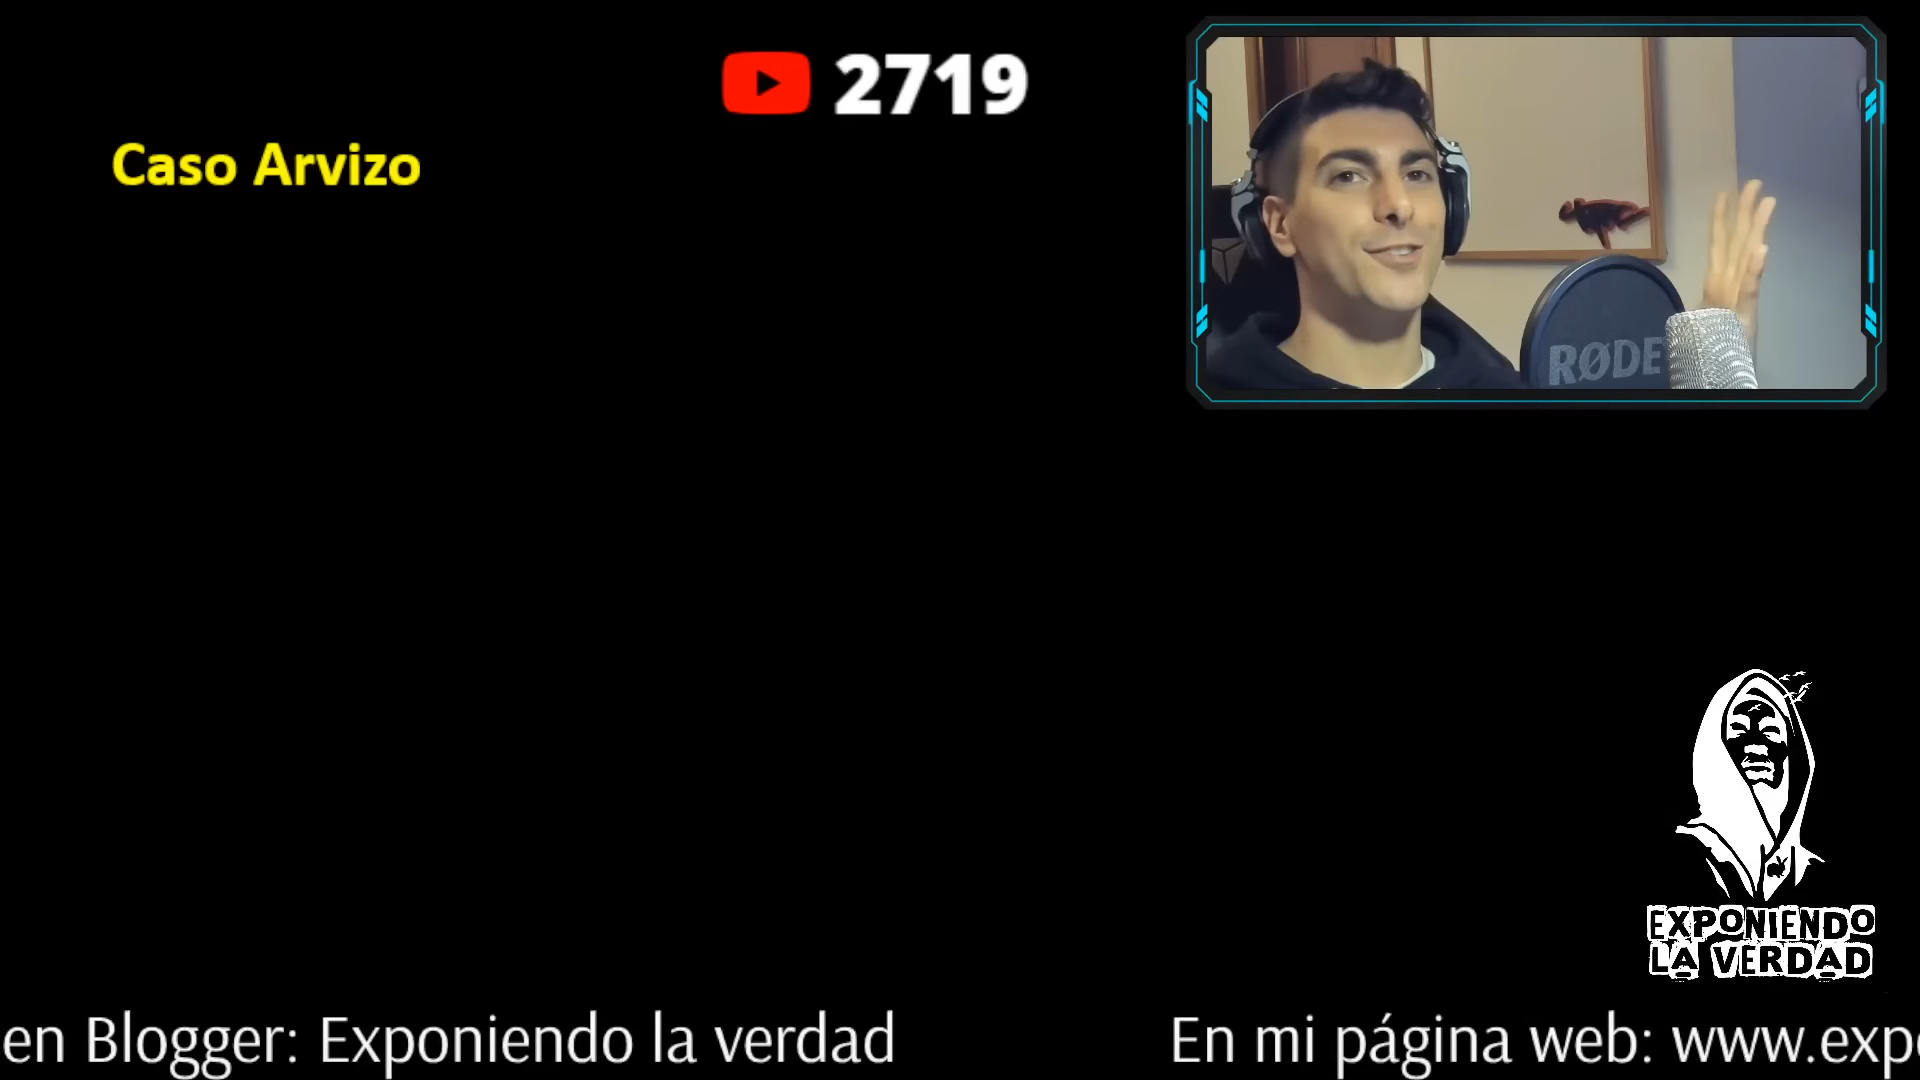 2719
Caso Arvizo
RØDE
EXPONIENDO
LA VERDAD
en Blogger: Exponiendo la verdad
En mi página web: www.exp